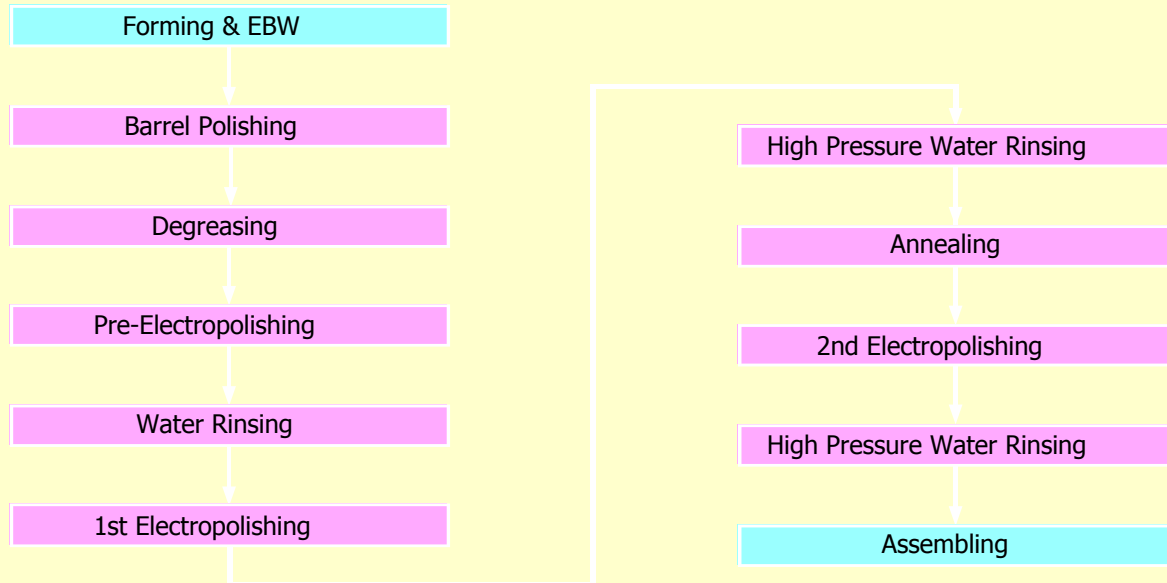 Forming & EBW
Barrel Polishing
Degreasing
Pre-Electropolishing
Water Rinsing
1st Electropolishing
High Pressure Water Rinsing
Annealing
2nd Electropolishing
High Pressure Water Rinsing
Assembling